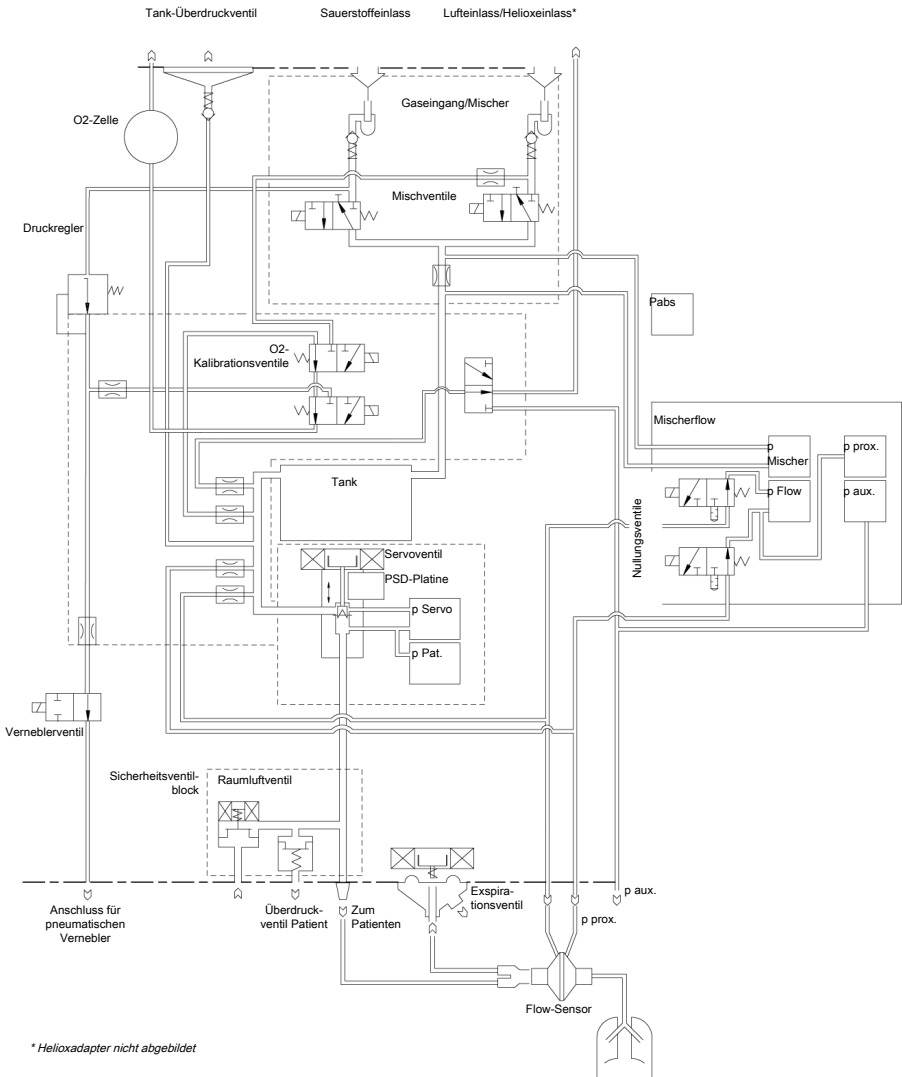 Tank-Überdruckventil
Sauerstoffeinlass
Lufteinlass/Helioxeinlass*
Gaseingang/Mischer
O2-Zelle
Mischventile
Druckregler
Pabs
O2-
Kalibrationsventile
Mischerflow
p
Mischer
p prox.
Tank
p Flow
p aux.
Nullungsventile
Servoventil
PSD-Platine
p Servo
p Pat.
Verneblerventil
Sicherheitsventil-
block
Raumluftventil
p aux.
Anschluss für
pneumatischen
Vernebler
Überdruck-
ventil Patient
Zum
Patienten
Exspira-
tionsventil
p prox.
Flow-Sensor
* Helioxadapter nicht abgebildet